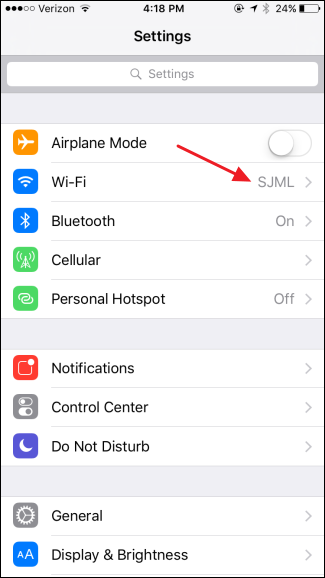 Verizon 4:18 PM 24%
Settings
Settings
Airplane Mode
Wi-Fi SJML
Bluetooth On
Cellular
Personal Hotspot Off
Notifications
Control Center
Do Not Disturb
General
AA Display & Brightness